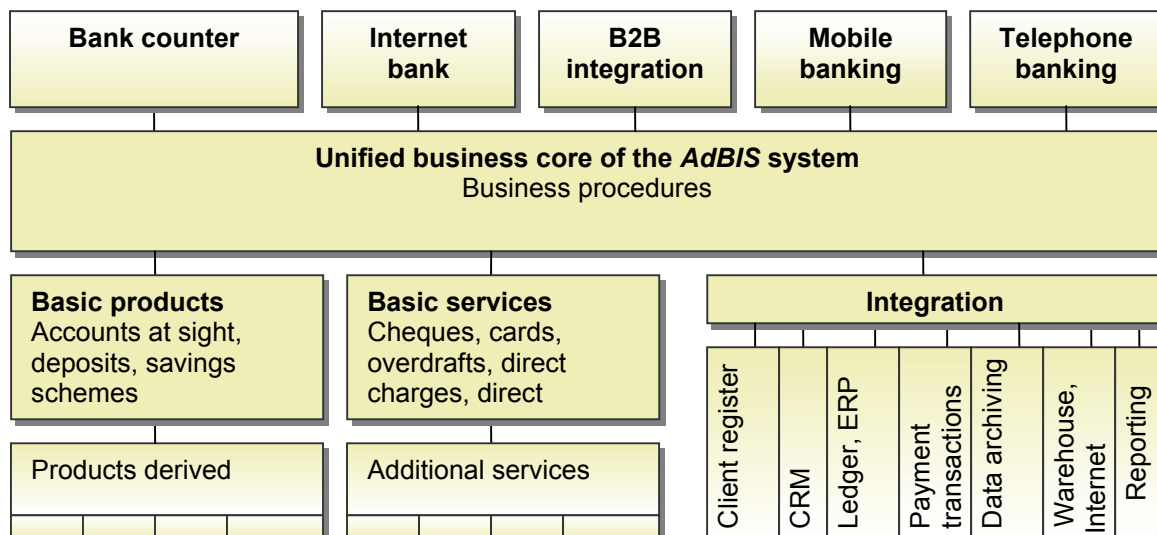 Bank counter
Internet
bank
B2B
integration
Mobile
banking
Telephone
banking
Unified business core of the AdBIS system
Business procedures
Basic products
Accounts at sight,
deposits, savings
schemes
Basic services
Cheques, cards,
overdrafts, direct
charges, direct
Integration
Products derived
Additional services
Client register
CRM
Ledger, ERP
Payment
transactions
Data archiving
Warehouse,
Internet
Reporting